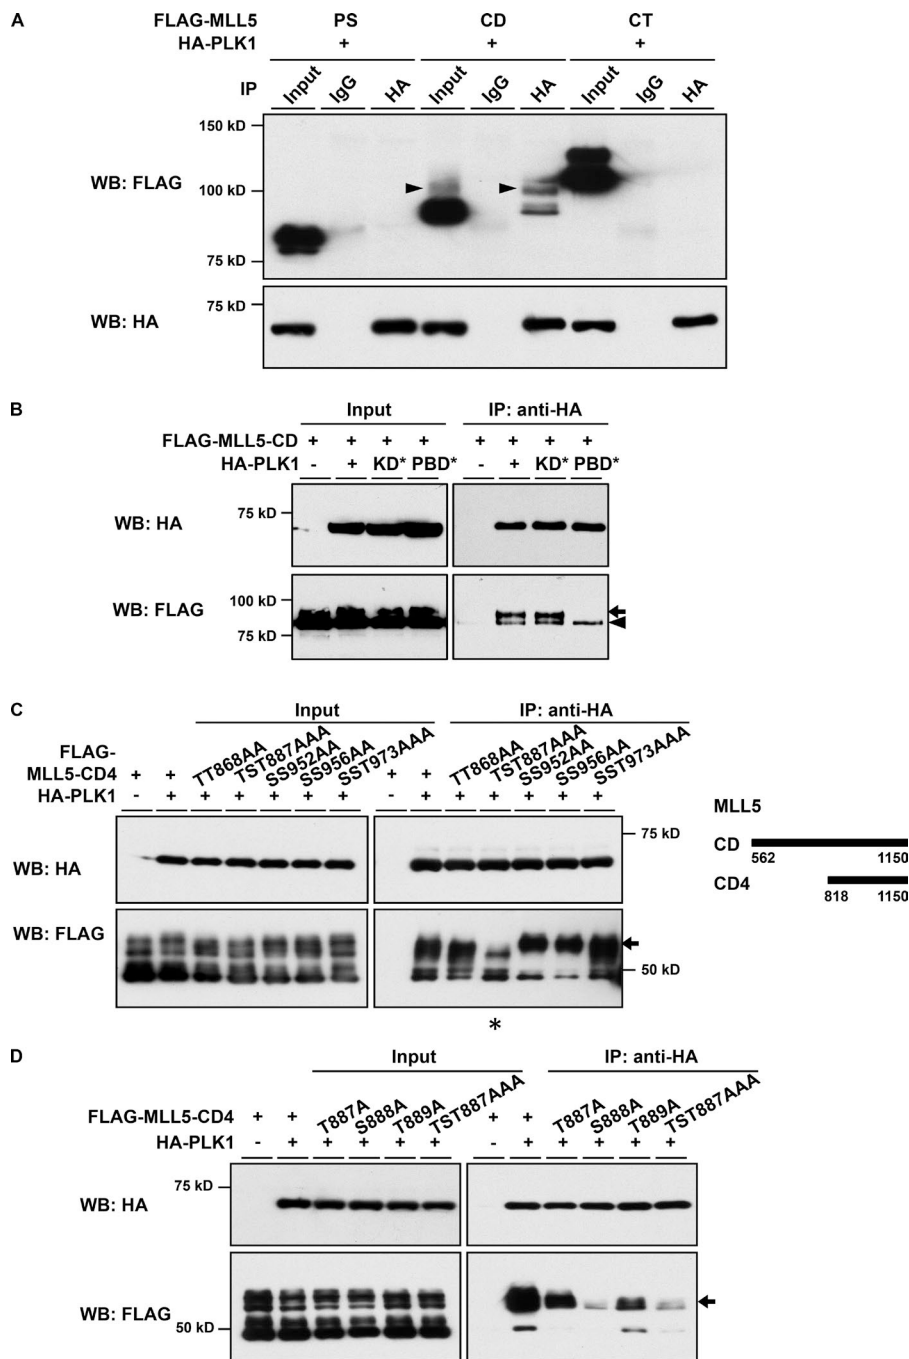 A
FLAG-MLL5 PS CD CT
HA-PLK1 + + +
IP Input IgG HA Input IgG HA Input IgG HA
150 kD
WB: FLAG 100 kD
75 kD
75 kD
WB: HA
B
Input IP: anti-HA
FLAG-MLL5-CD + + + + + + + +
HA-PLK1 - + KD* PBD* - + KD* PBD*
WB: HA 75 kD
WB: FLAG 100 kD
75 kD
C
Input IP: anti-HA
FLAG-
MLL5-CD4 + + TT868AA TST887AAA SS952AA SS956AA SST973AAA + + TT868AA TST887AAA SS952AA SS956AA SST973AAA
HA-PLK1 - + + + + + + - + + + + + +
WB: HA 75 kD
WB: FLAG 50 kD
*
MLL5
CD
562 1150
CD4
818 1150
D
Input IP: anti-HA
FLAG-MLL5-CD4 + + T887A S888A T889A TST887AAA + + T887A S888A T889A TST887AAA
HA-PLK1 - + + + + + - + + + + +
75 kD
WB: HA
WB: FLAG
50 kD